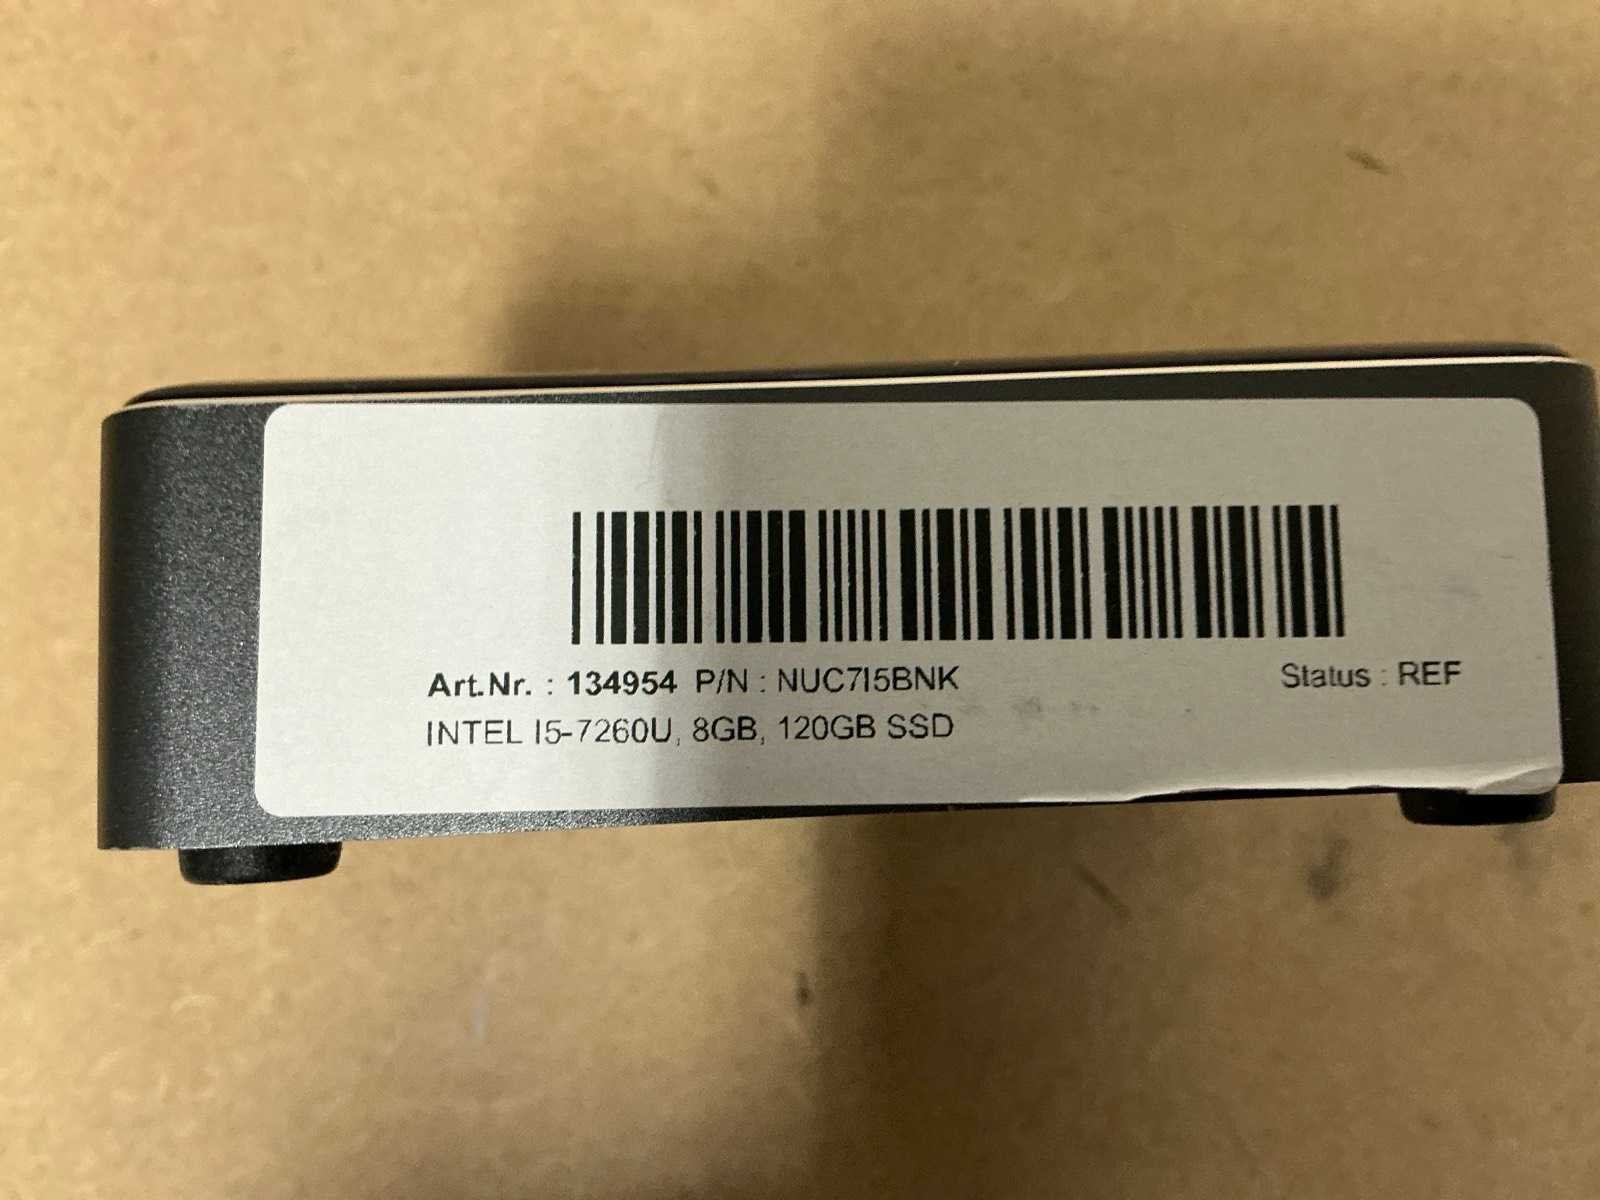 Art.Nr. : 134954 P/N : NUC7I5BNK Status : REF
INTEL I5-7260U, 8GB, 120GB SSD